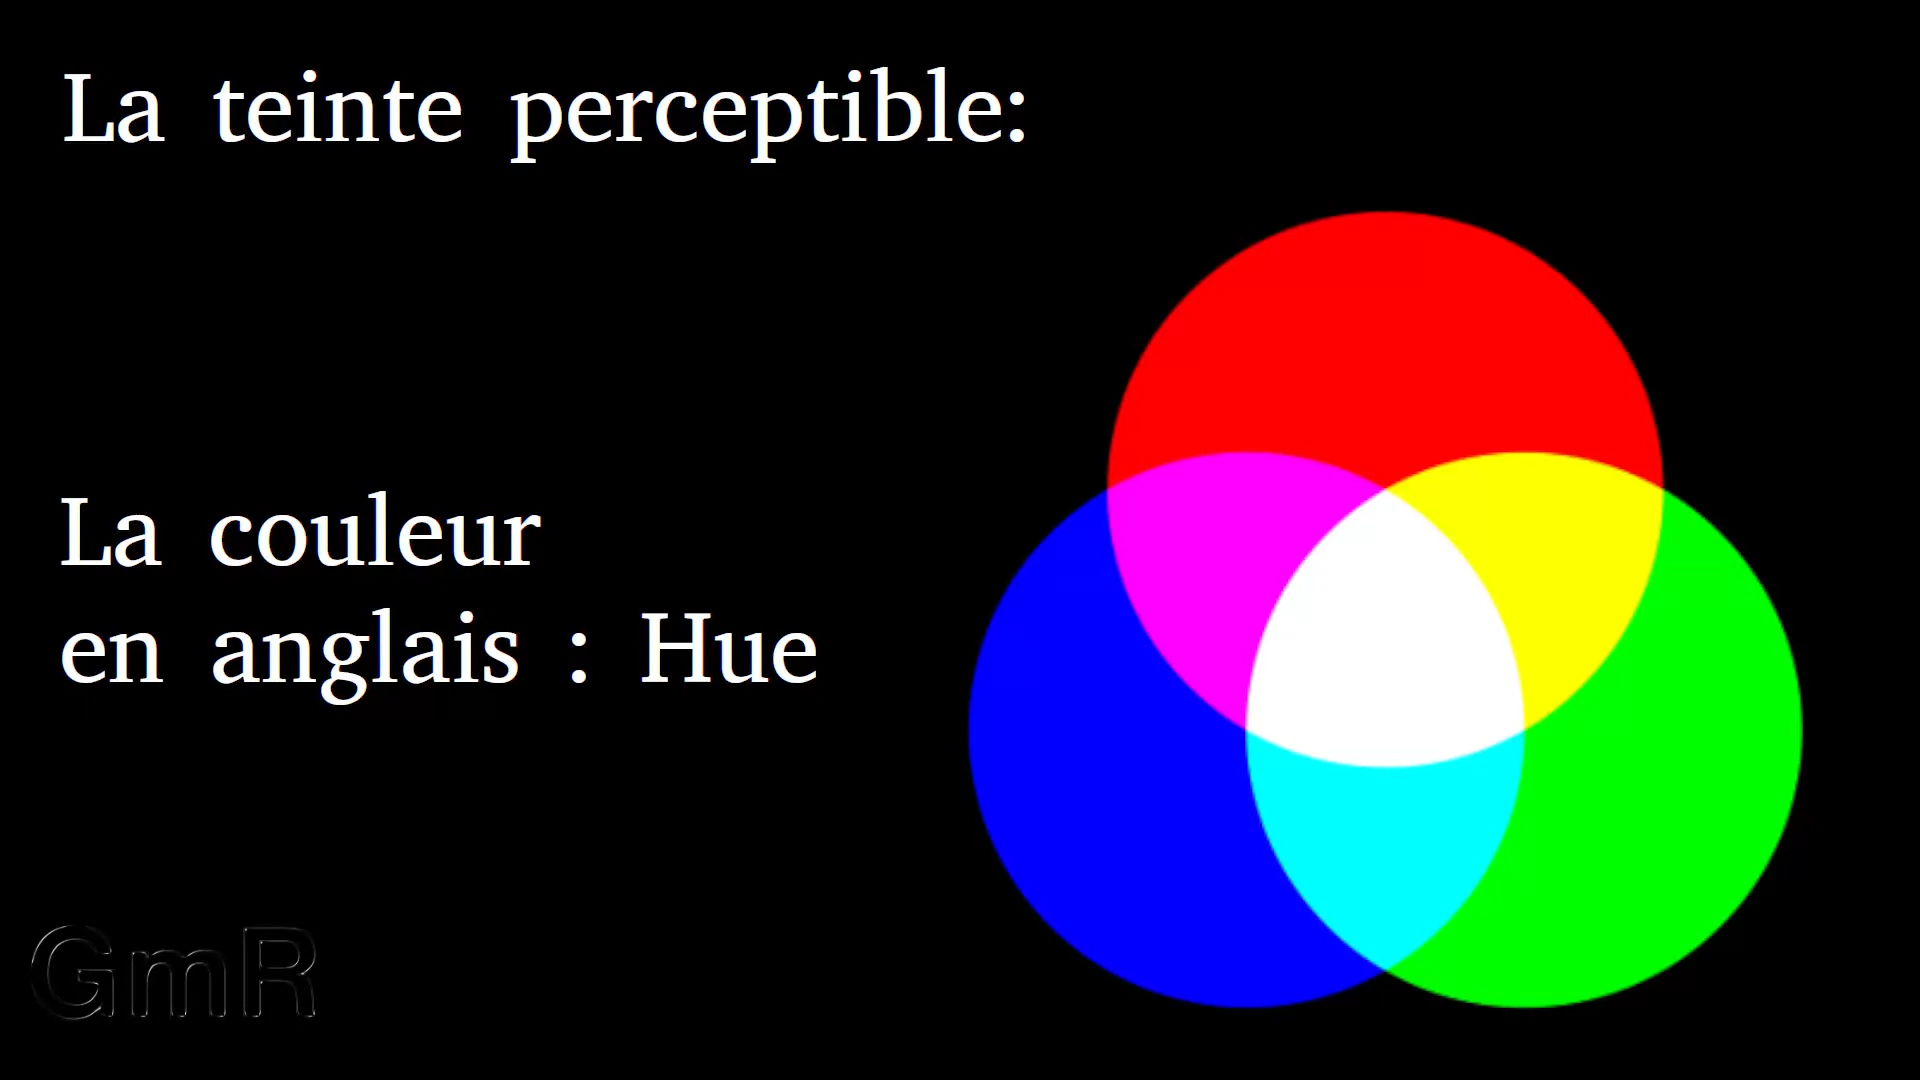 La teinte perceptible:
La couleur
en anglais : Hue
GmR